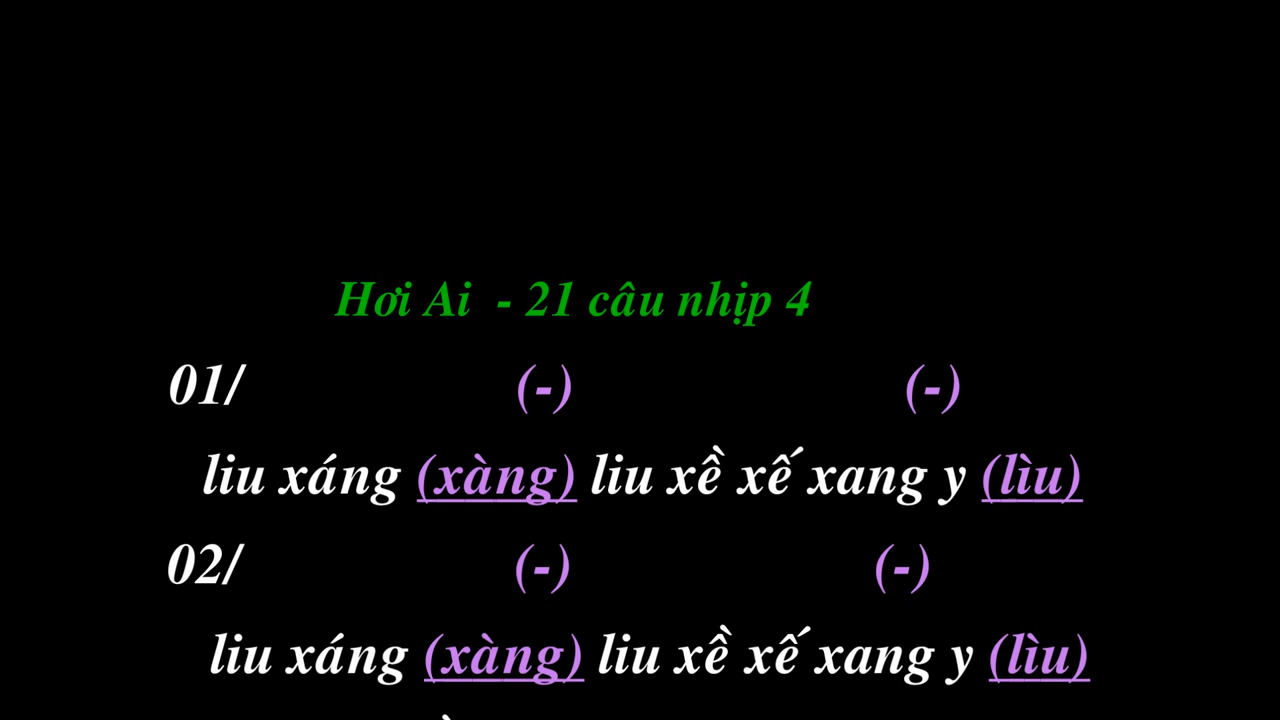 Hơi Ai - 21 câu nhịp 4
01/ (-) (-)
liu xáng (xàng) liu xề xế xang y (lìu)
02/ (-) (-)
liu xáng (xàng) liu xề xế xang y (lìu)